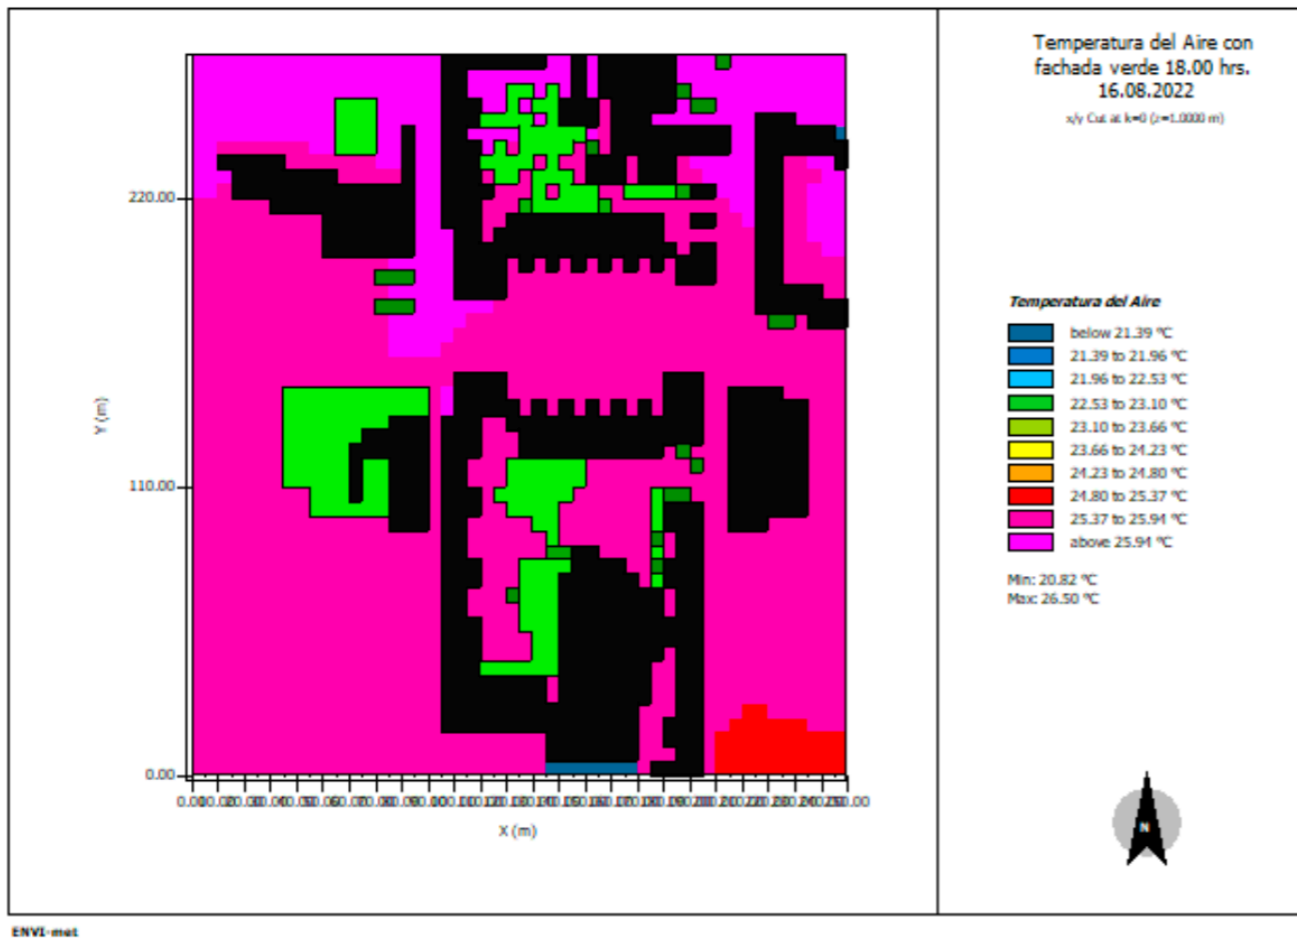 Temperatura del Aire con
fachada verde 18.00 hrs.
16.08.2022
x/y Cut at k=0 (z=1.0000 m)
220.00
110.00
0.00
Y (m)
X (m)
Temperatura del Aire
below 21.39 °C
21.39 to 21.96 °C
21.96 to 22.53 °C
22.53 to 23.10 °C
23.10 to 23.66 °C
23.66 to 24.23 °C
24.23 to 24.80 °C
24.80 to 25.37 °C
25.37 to 25.94 °C
above 25.94 °C
Min: 20.82 °C
Max: 26.50 °C
N
ENVI-met